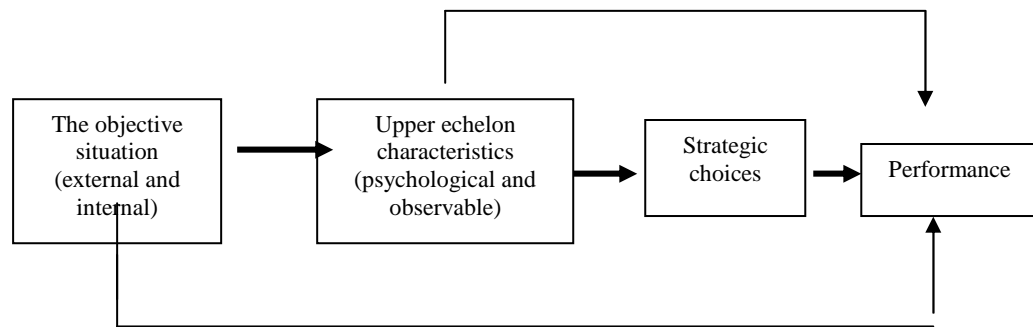 The objective
situation
(external and
internal)
Upper echelon
characteristics
(psychological and
observable)
Strategic
choices
Performance